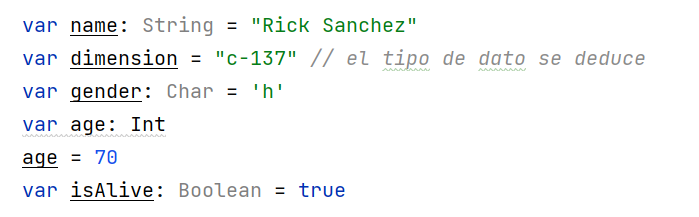 var name: String = "Rick Sanchez"
var dimension = "c-137" // el tipo de dato se deduce
var gender: Char = 'h'
var age: Int
age = 70
var isAlive: Boolean = true